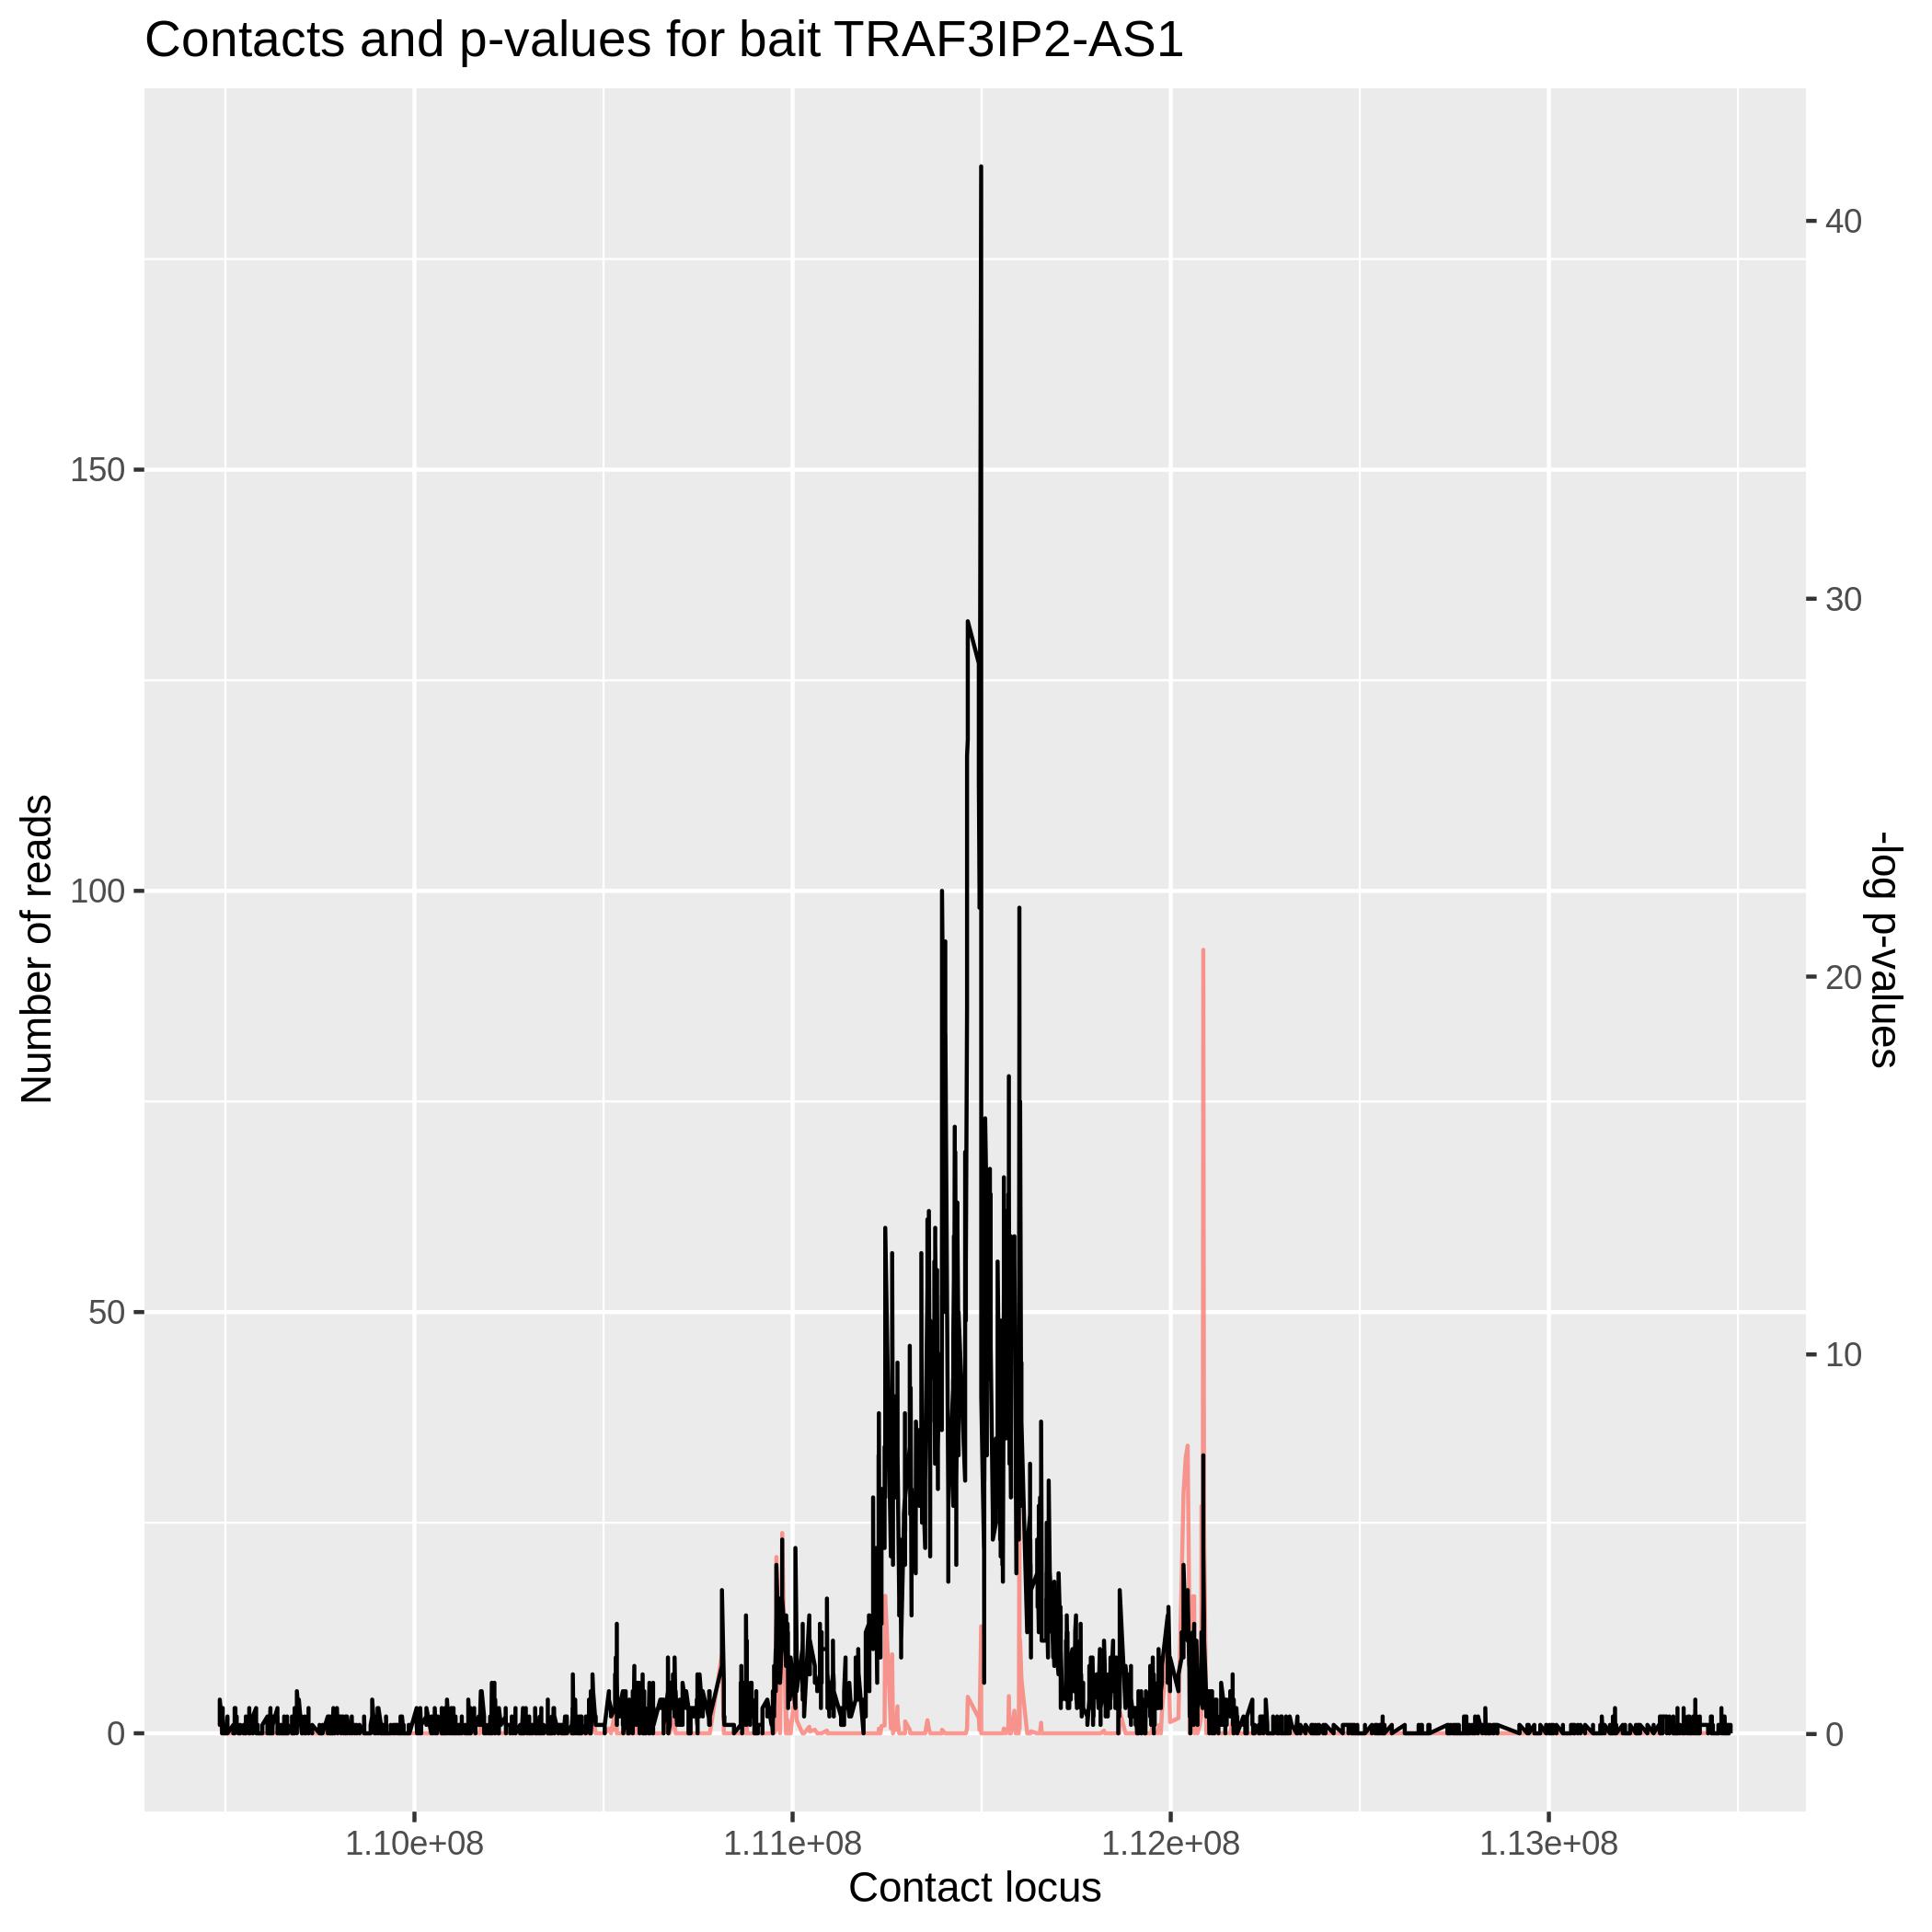 Contacts and p-values for bait TRAF3IP2-AS1
Number of reads
150
100
50
0
40
30
20
10
0
-log p-values
1.10e+08
1.11e+08
1.12e+08
1.13e+08
Contact locus